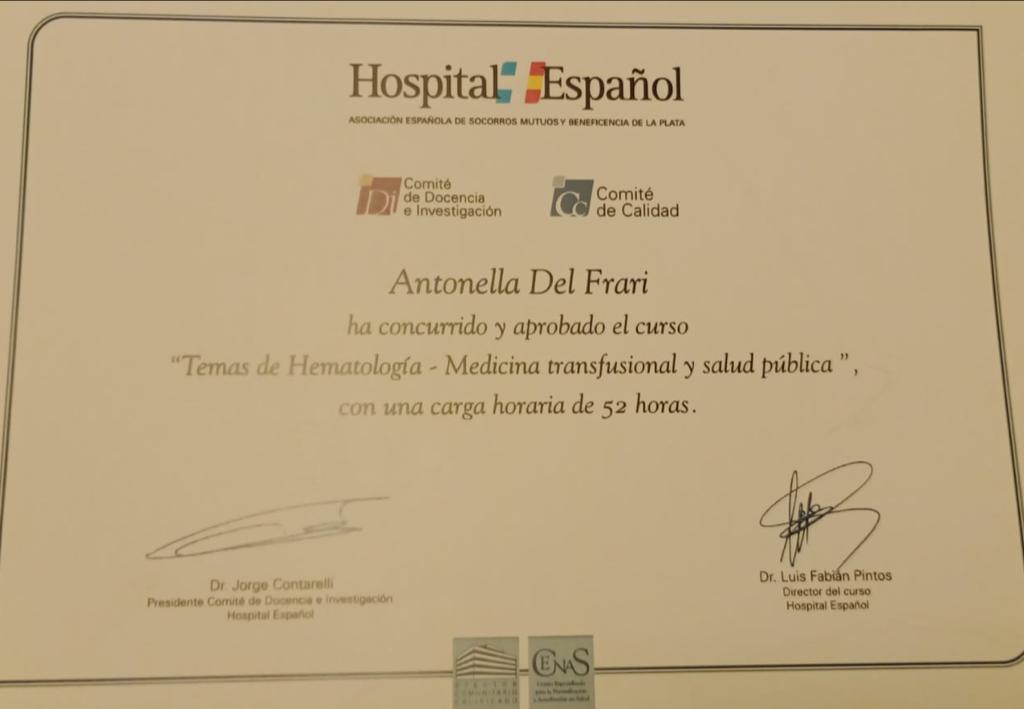 Hospital Español
ASOCIACIÓN ESPAÑOLA DE SOCORROS MUTUOS Y BENEFICENCIA DE LA PLATA
Di
Comité
de Docencia
e Investigación
Cc
Comité
de Calidad
Antonella Del Frari
ha concurrido y aprobado el curso
“Temas de Hematología - Medicina transfusional y salud pública ”,
con una carga horaria de 52 horas.
Dr. Jorge Contarelli
Presidente Comité de Docencia e Investigación
Hospital Español
Dr. Luis Fabián Pintos
Director del curso
Hospital Español
CENAS